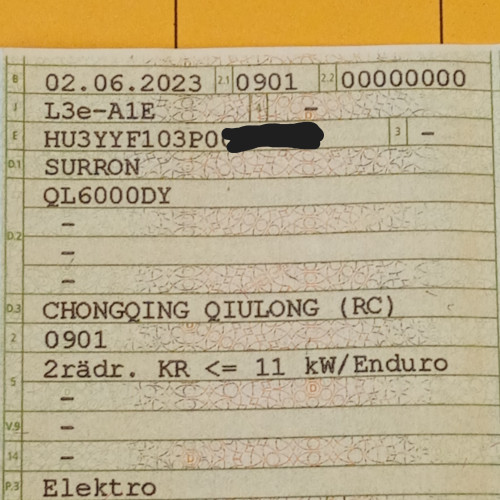 B 02.06.2023 2.1 0901 2.2 00000000
J L3e-A1E 4 –
E HU3YYF103P0 3 –
D.1 SURRON
QL6000DY
–
D.2 –
–
D.3 CHONGQING QIULONG (RC)
2 0901
5 2rädr. KR <= 11 kW/Enduro
–
V.9 –
14 –
P.3 Elektro